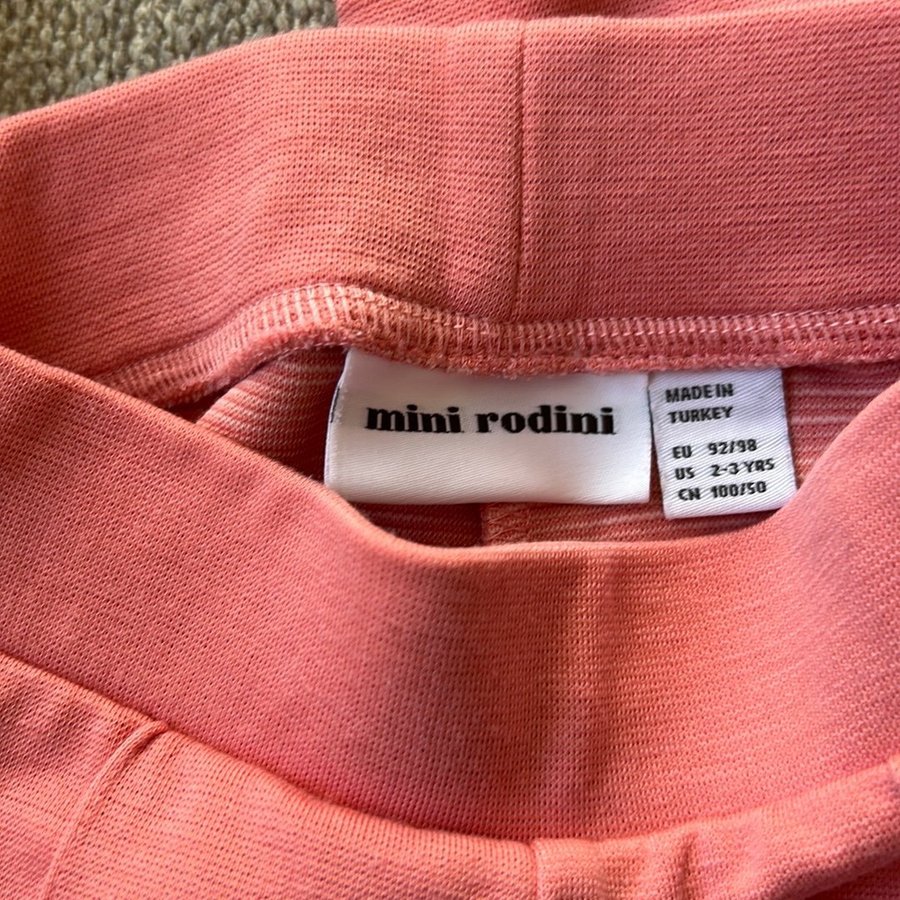 mini rodini
MADE IN
TURKEY
EU 92/98
US 2-3 YRS
CN 100/50